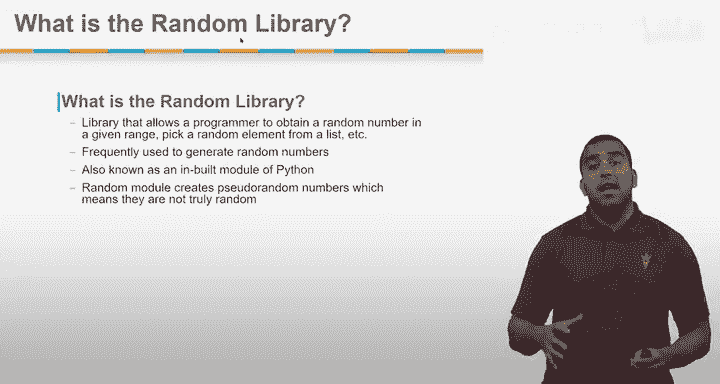 What is the Random Library?
What is the Random Library?
– Library that allows a programmer to obtain a random number in
a given range, pick a random element from a list, etc.
– Frequently used to generate random numbers
– Also known as an in-built module of Python
– Random module creates pseudorandom numbers which
means they are not truly random